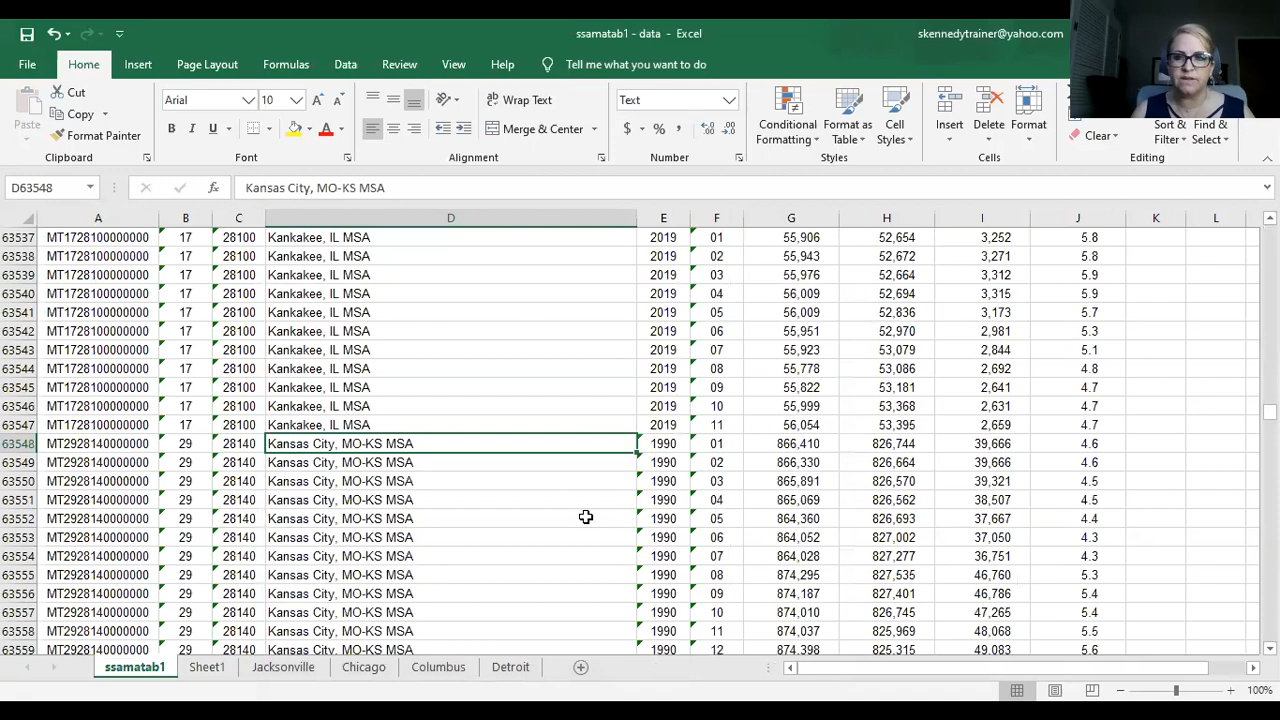 ssamatab1 - data - Excel
skennedytrainer@yahoo.com
File Home Insert Page Layout Formulas Data Review View Help Tell me what you want to do
Paste Cut Copy Format Painter Clipboard
Arial 10 B I U A Font
Wrap Text Merge & Center Alignment
Text $ % Number
Conditional Formatting Format as Table Cell Styles Styles
Insert Delete Format Cells
Clear Sort & Filter Find & Select Editing
D63548 fx Kansas City, MO-KS MSA
A B C D E F G H I J K L
63537 MT1728100000000 17 28100 Kankakee, IL MSA 2019 01 55,906 52,654 3,252 5.8
63538 MT1728100000000 17 28100 Kankakee, IL MSA 2019 02 55,943 52,672 3,271 5.8
63539 MT1728100000000 17 28100 Kankakee, IL MSA 2019 03 55,976 52,664 3,312 5.9
63540 MT1728100000000 17 28100 Kankakee, IL MSA 2019 04 56,009 52,694 3,315 5.9
63541 MT1728100000000 17 28100 Kankakee, IL MSA 2019 05 56,009 52,836 3,173 5.7
63542 MT1728100000000 17 28100 Kankakee, IL MSA 2019 06 55,951 52,970 2,981 5.3
63543 MT1728100000000 17 28100 Kankakee, IL MSA 2019 07 55,923 53,079 2,844 5.1
63544 MT1728100000000 17 28100 Kankakee, IL MSA 2019 08 55,778 53,086 2,692 4.8
63545 MT1728100000000 17 28100 Kankakee, IL MSA 2019 09 55,822 53,181 2,641 4.7
63546 MT1728100000000 17 28100 Kankakee, IL MSA 2019 10 55,999 53,368 2,631 4.7
63547 MT1728100000000 17 28100 Kankakee, IL MSA 2019 11 56,054 53,395 2,659 4.7
63548 MT2928140000000 29 28140 Kansas City, MO-KS MSA 1990 01 866,410 826,744 39,666 4.6
63549 MT2928140000000 29 28140 Kansas City, MO-KS MSA 1990 02 866,330 826,664 39,666 4.6
63550 MT2928140000000 29 28140 Kansas City, MO-KS MSA 1990 03 865,891 826,570 39,321 4.5
63551 MT2928140000000 29 28140 Kansas City, MO-KS MSA 1990 04 865,069 826,562 38,507 4.5
63552 MT2928140000000 29 28140 Kansas City, MO-KS MSA 1990 05 864,360 826,693 37,667 4.4
63553 MT2928140000000 29 28140 Kansas City, MO-KS MSA 1990 06 864,052 827,002 37,050 4.3
63554 MT2928140000000 29 28140 Kansas City, MO-KS MSA 1990 07 864,028 827,277 36,751 4.3
63555 MT2928140000000 29 28140 Kansas City, MO-KS MSA 1990 08 874,295 827,535 46,760 5.3
63556 MT2928140000000 29 28140 Kansas City, MO-KS MSA 1990 09 874,187 827,401 46,786 5.4
63557 MT2928140000000 29 28140 Kansas City, MO-KS MSA 1990 10 874,010 826,745 47,265 5.4
63558 MT2928140000000 29 28140 Kansas City, MO-KS MSA 1990 11 874,037 825,969 48,068 5.5
63559 MT2928140000000 29 28140 Kansas City, MO-KS MSA 1990 12 874,398 825,315 49,083 5.6
ssamatab1 Sheet1 Jacksonville Chicago Columbus Detroit
100%